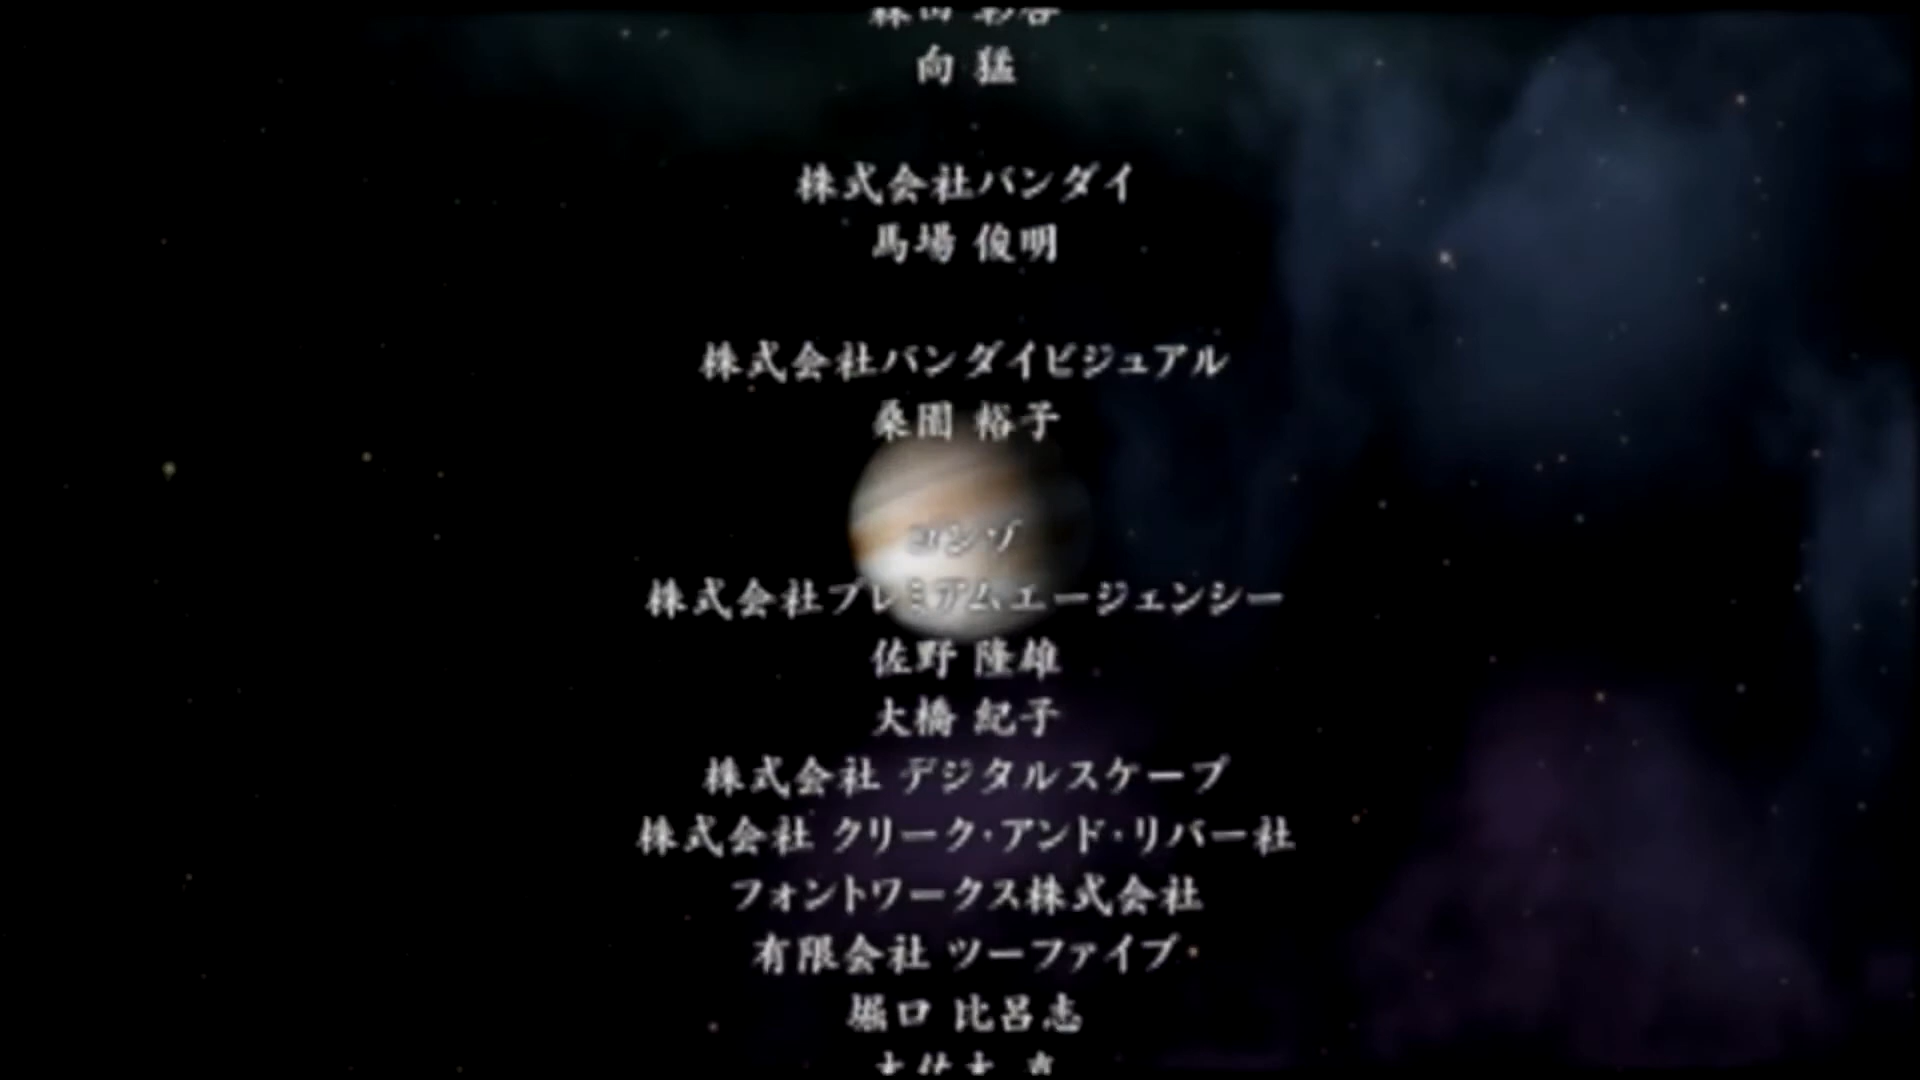 向 猛
株式会社バンダイ
馬場 俊明
株式会社バンダイビジュアル
桑園 裕子
ゴンゾ
株式会社プレミアムエージェンシー
佐野 隆雄
大橋 紀子
株式会社 デジタルスケープ
株式会社 クリーク・アンド・リバー社
フォントワークス株式会社
有限会社 ツーファイブ
堀口 比呂志